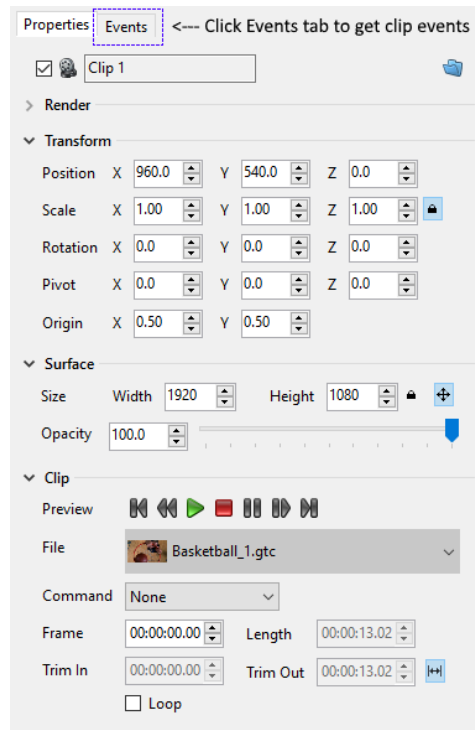 Properties Events <--- Click Events tab to get clip events
Clip 1
Render
Transform
Position X 960.0 Y 540.0 Z 0.0
Scale X 1.00 Y 1.00 Z 1.00
Rotation X 0.0 Y 0.0 Z 0.0
Pivot X 0.0 Y 0.0 Z 0.0
Origin X 0.50 Y 0.50
Surface
Size Width 1920 Height 1080
Opacity 100.0
Clip
Preview
File Basketball_1.gtc
Command None
Frame 00:00:00.00 Length 00:00:13.02
Trim In 00:00:00.00 Trim Out 00:00:13.02
Loop